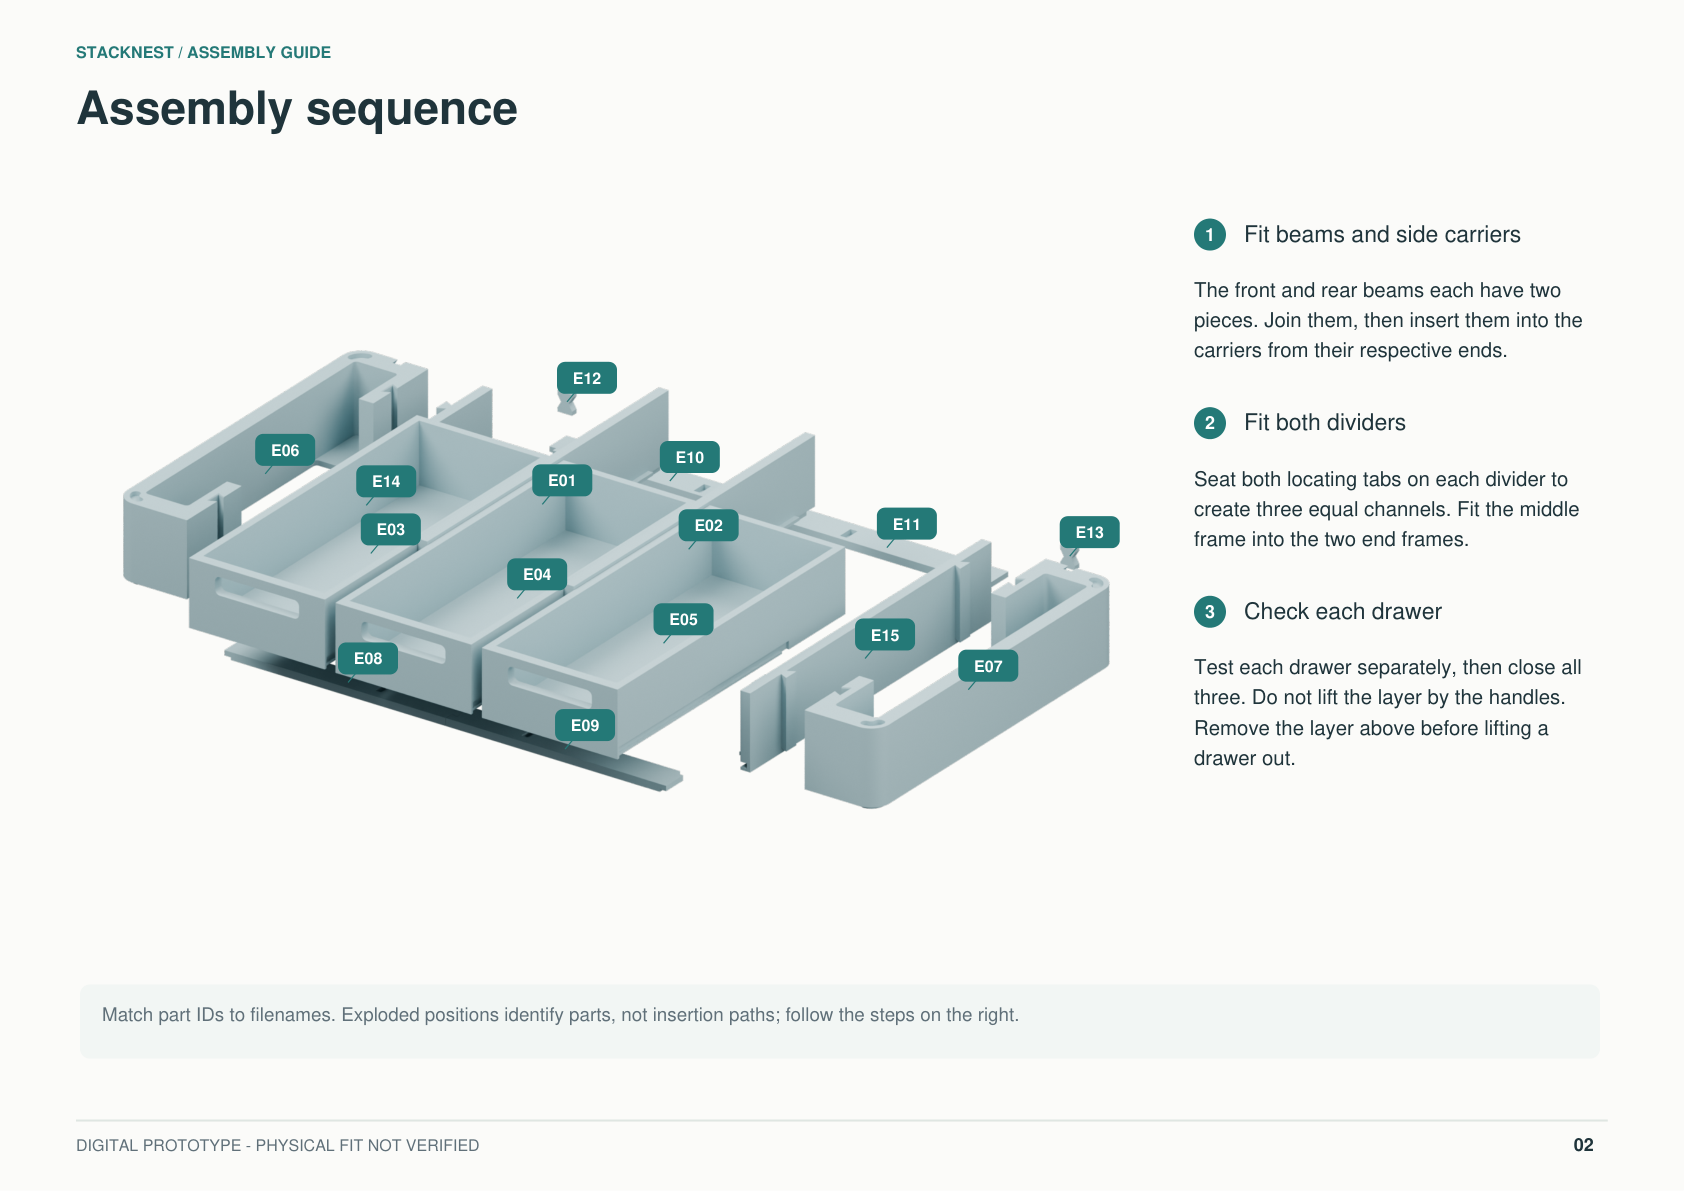 STACKNEST / ASSEMBLY GUIDE
Assembly sequence
E12
E06
E14
E01
E10
E03
E02
E11
E13
E04
E05
E15
E08
E07
E09
1 Fit beams and side carriers
The front and rear beams each have two
pieces. Join them, then insert them into the
carriers from their respective ends.
2 Fit both dividers
Seat both locating tabs on each divider to
create three equal channels. Fit the middle
frame into the two end frames.
3 Check each drawer
Test each drawer separately, then close all
three. Do not lift the layer by the handles.
Remove the layer above before lifting a
drawer out.
Match part IDs to filenames. Exploded positions identify parts, not insertion paths; follow the steps on the right.
DIGITAL PROTOTYPE - PHYSICAL FIT NOT VERIFIED
02